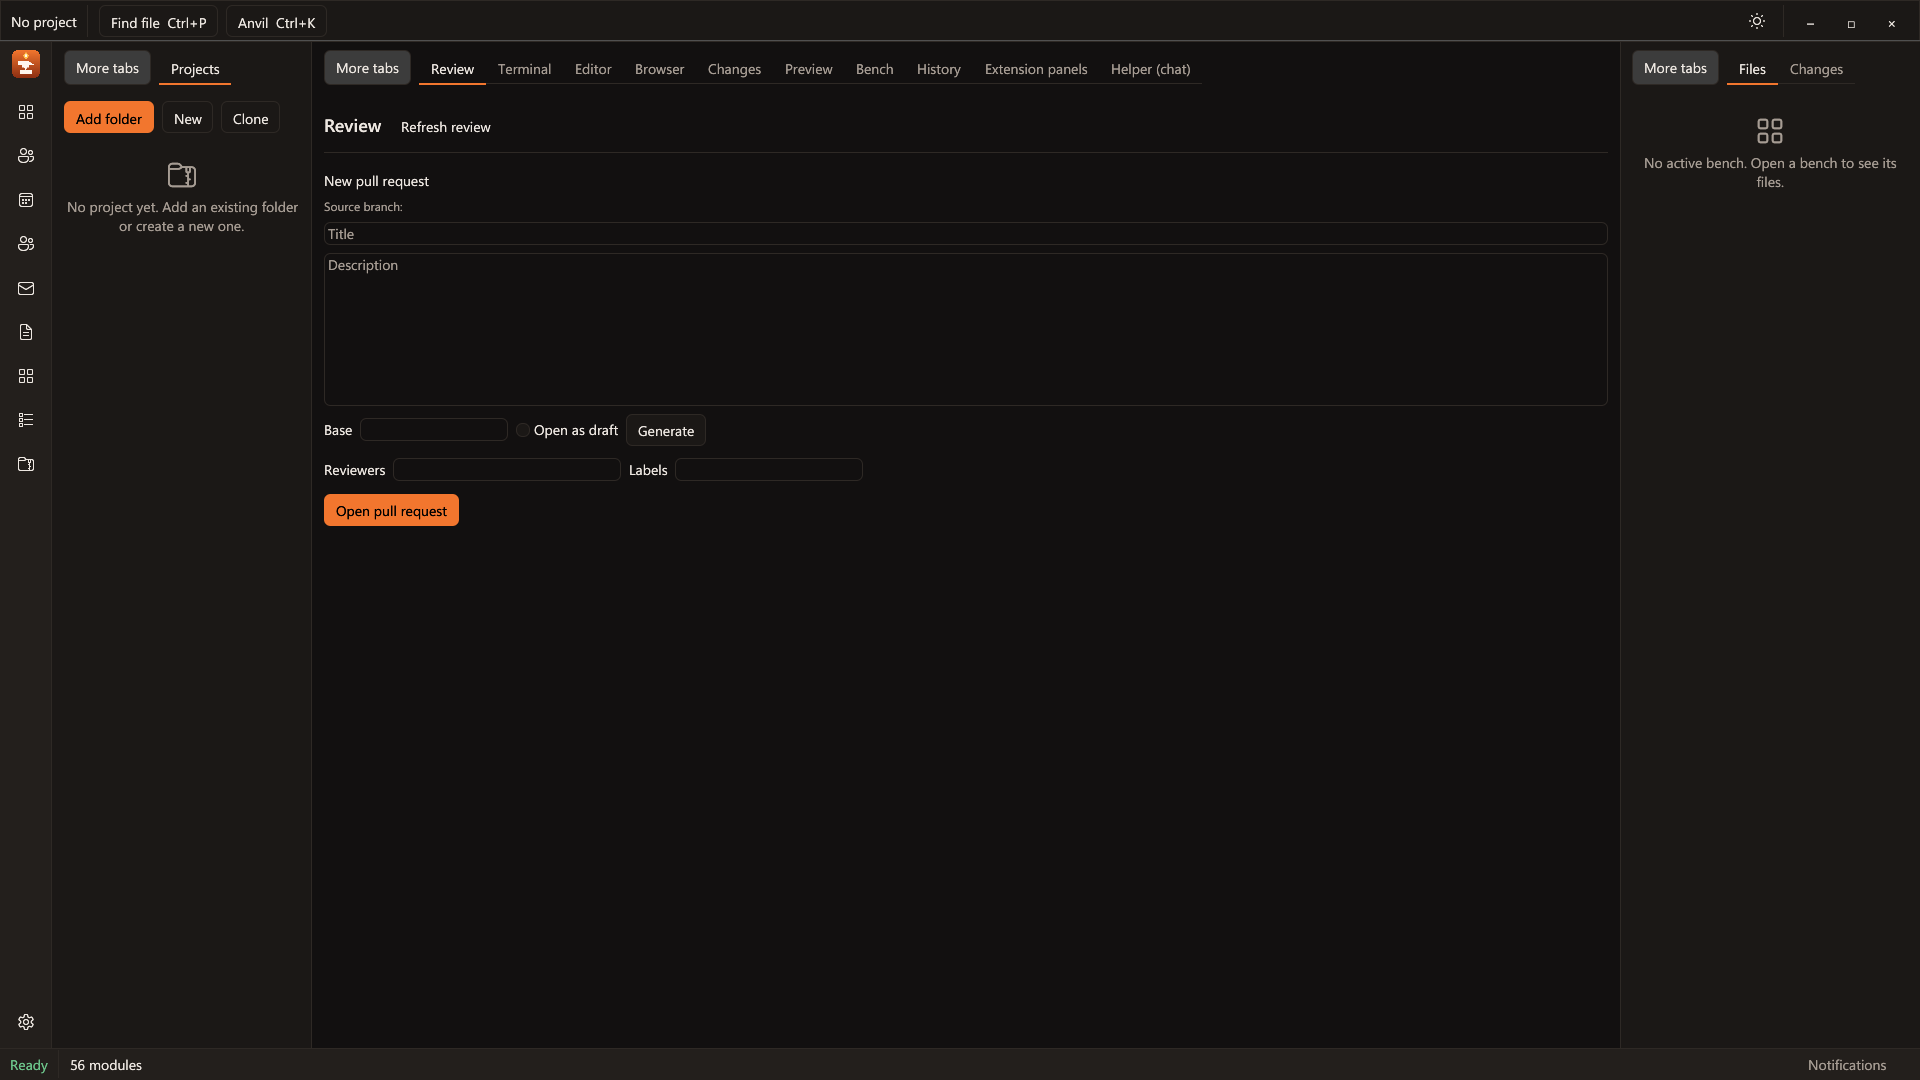 No project
Find file Ctrl+P
Anvil Ctrl+K
More tabs
Projects
Add folder
New
Clone
No project yet. Add an existing folder
or create a new one.
More tabs
Review
Terminal
Editor
Browser
Changes
Preview
Bench
History
Extension panels
Helper (chat)
Review
Refresh review
New pull request
Source branch:
Title
Description
Base
Open as draft
Generate
Reviewers
Labels
Open pull request
More tabs
Files
Changes
No active bench. Open a bench to see its
files.
Ready
56 modules
Notifications